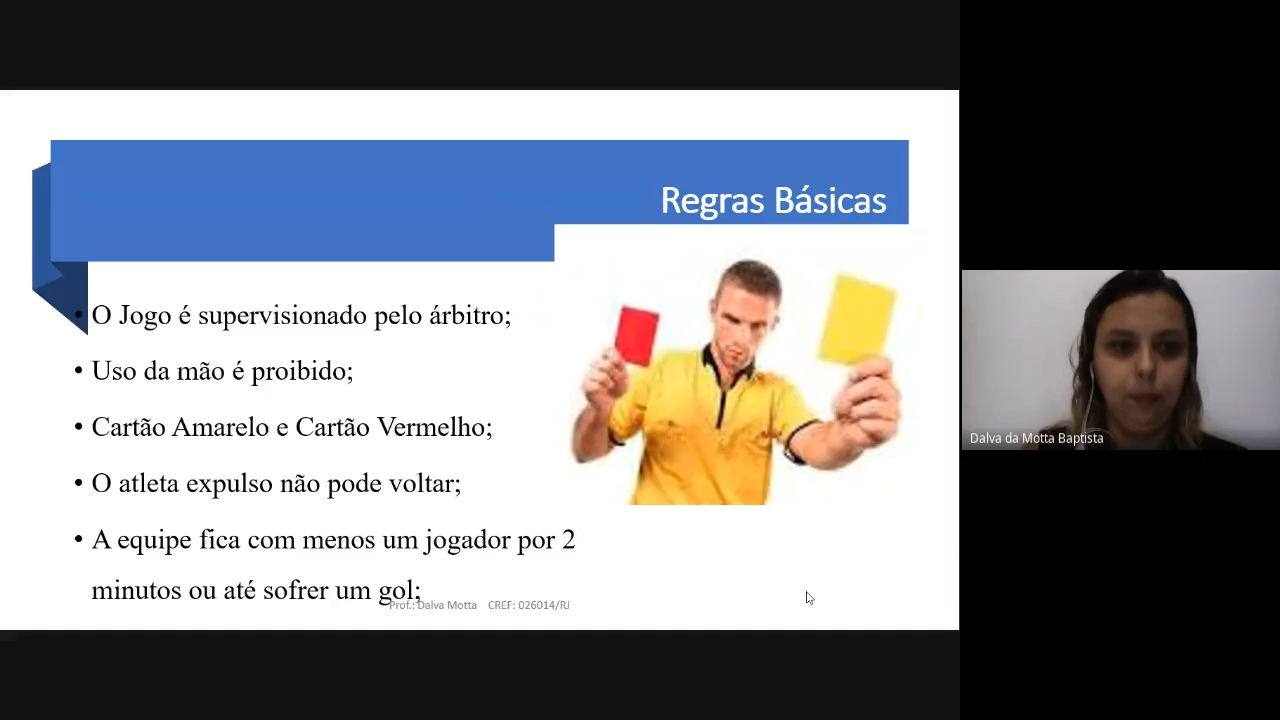 Regras Básicas
• O Jogo é supervisionado pelo árbitro;
• Uso da mão é proibido;
• Cartão Amarelo e Cartão Vermelho;
• O atleta expulso não pode voltar;
• A equipe fica com menos um jogador por 2
minutos ou até sofrer um gol;
Prof.: Dalva Motta CREF: 026014/RJ
Dalva da Motta Baptista